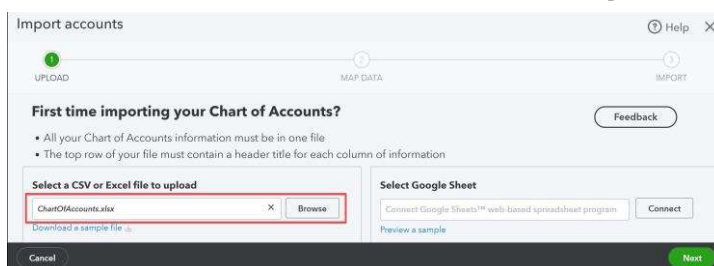 Import accounts
? Help X
1 2 3
UPLOAD MAP DATA IMPORT
First time importing your Chart of Accounts?
Feedback
• All your Chart of Accounts information must be in one file
• The top row of your file must contain a header title for each column of information
Select a CSV or Excel file to upload
ChartOfAccounts.xlsx × Browse
Download a sample file
Select Google Sheet
Connect Google Sheets™ web-based spreadsheet program Connect
Preview a sample
Cancel Next